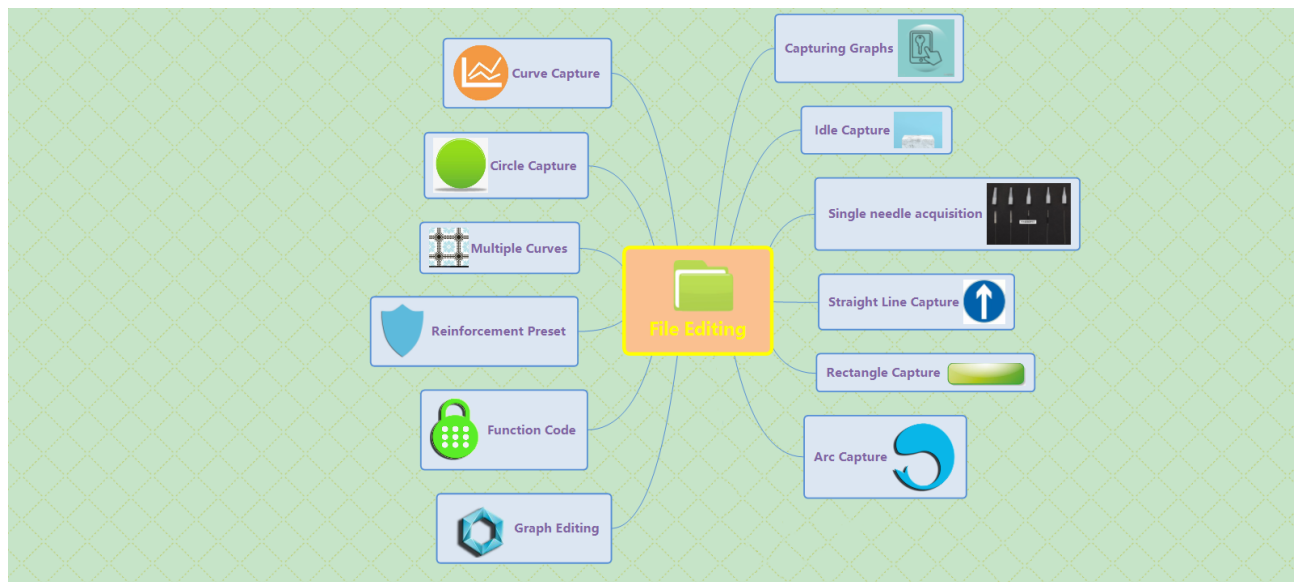 Capturing Graphs
Curve Capture
Idle Capture
Circle Capture
Single needle acquisition
Multiple Curves
Straight Line Capture
File Editing
Reinforcement Preset
Rectangle Capture
Function Code
Arc Capture
Graph Editing